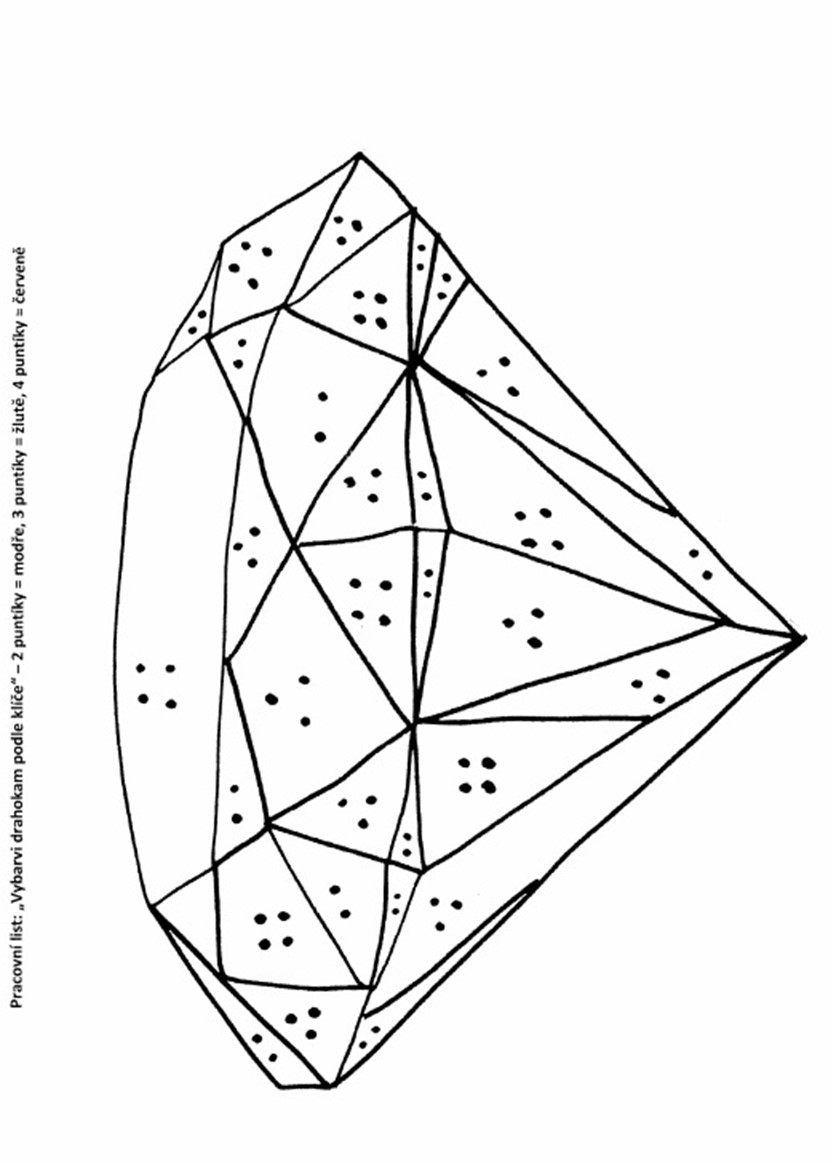 Pracovní list: „Vybarvi drahokam podle klíče“ – 2 puntíky = modře, 3 puntíky = žlutě, 4 puntíky = červeně